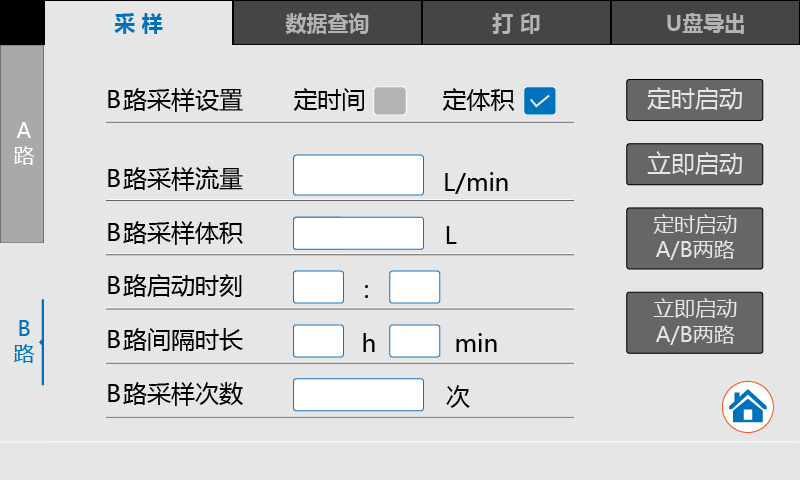 采 样 数据查询 打 印 U盘导出
A
路
B
路
B路采样设置 定时间 定体积
B路采样流量 L/min
B路采样体积 L
B路启动时刻 :
B路间隔时长 h min
B路采样次数 次
定时启动
立即启动
定时启动
A/B两路
立即启动
A/B两路